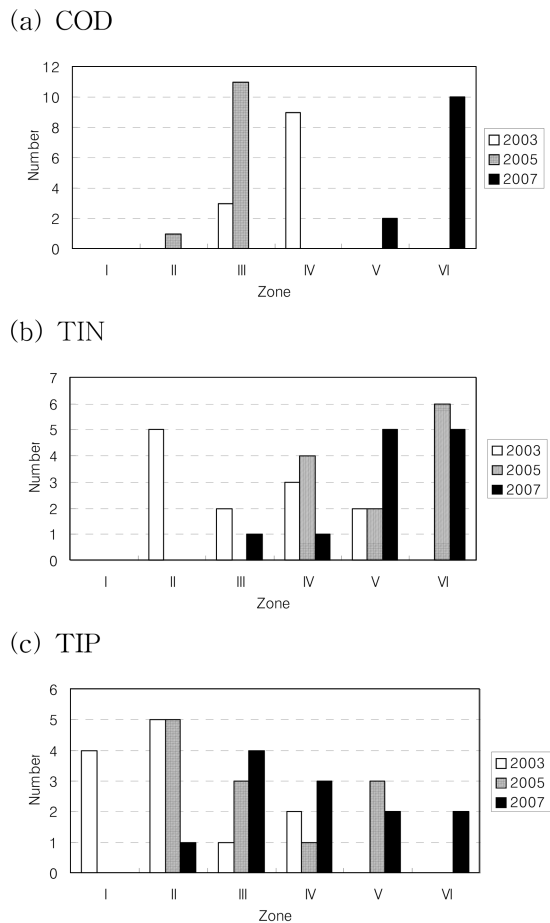 (a) COD
12
10
8
6
4
2
0
Number
I II III IV V VI
Zone
2003
2005
2007
(b) TIN
7
6
5
4
3
2
1
0
Number
I II III IV V VI
Zone
2003
2005
2007
(c) TIP
6
5
4
3
2
1
0
Number
I II III IV V VI
Zone
2003
2005
2007